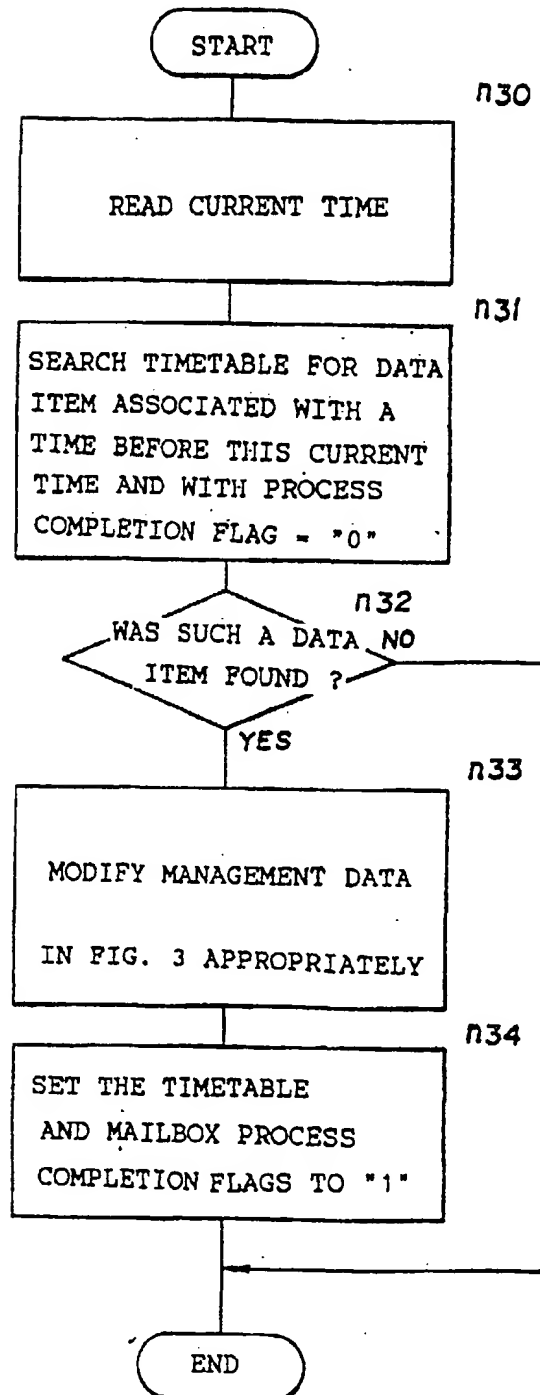 START
n30
READ CURRENT TIME
n31
SEARCH TIMETABLE FOR DATA
ITEM ASSOCIATED WITH A
TIME BEFORE THIS CURRENT
TIME AND WITH PROCESS
COMPLETION FLAG = "0"
n32
WAS SUCH A DATA NO
ITEM FOUND ?
YES
n33
MODIFY MANAGEMENT DATA
IN FIG. 3 APPROPRIATELY
n34
SET THE TIMETABLE
AND MAILBOX PROCESS
COMPLETION FLAGS TO "1"
END